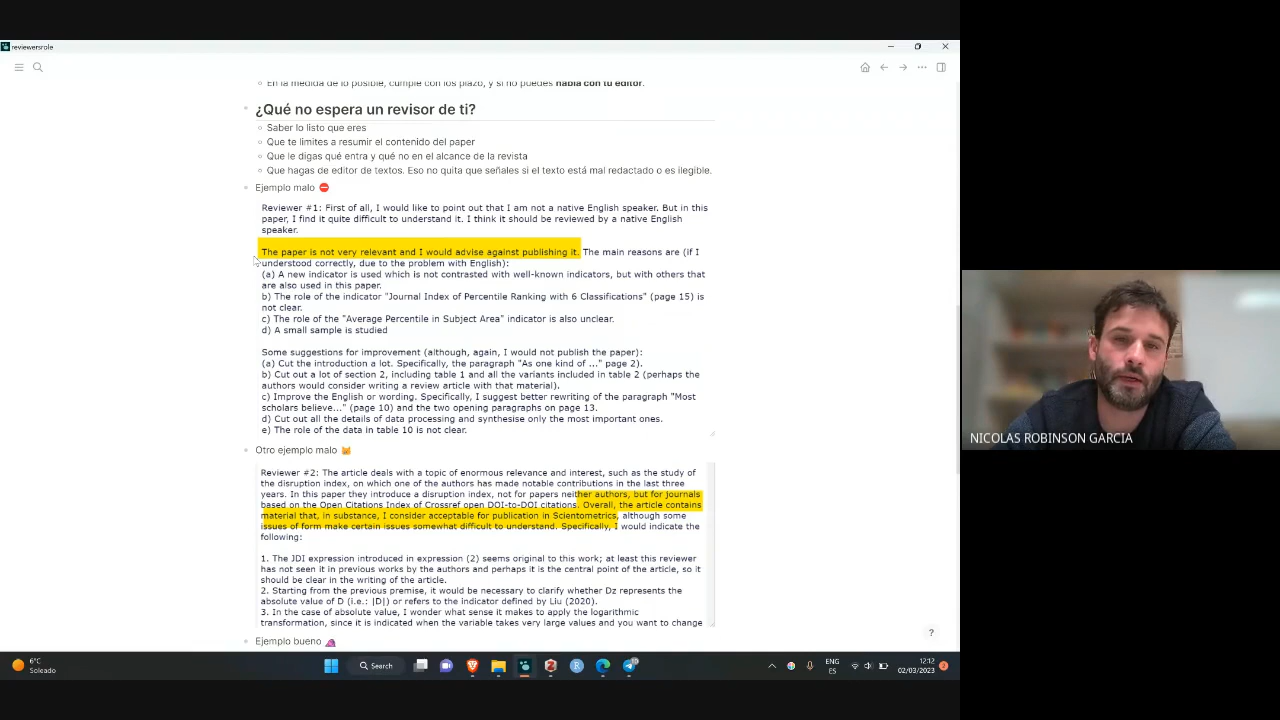 reviewersrole
En la medida de lo posible, cumple con los plazo, y si no puedes habla con tu editor.
¿Qué no espera un revisor de ti?
Saber lo listo que eres
Que te limites a resumir el contenido del paper
Que le digas qué entra y qué no en el alcance de la revista
Que hagas de editor de textos. Eso no quita que señales si el texto está mal redactado o es ilegible.
Ejemplo malo
Reviewer #1: First of all, I would like to point out that I am not a native English speaker. But in this
paper, I find it quite difficult to understand it. I think it should be reviewed by a native English
speaker.
The paper is not very relevant and I would advise against publishing it. The main reasons are (if I
understood correctly, due to the problem with English):
(a) A new indicator is used which is not contrasted with well-known indicators, but with others that
are also used in this paper.
b) The role of the indicator "Journal Index of Percentile Ranking with 6 Classifications" (page 15) is
not clear.
c) The role of the "Average Percentile in Subject Area" indicator is also unclear.
d) A small sample is studied
Some suggestions for improvement (although, again, I would not publish the paper):
(a) Cut the introduction a lot. Specifically, the paragraph "As one kind of ..." page 2).
b) Cut out a lot of section 2, including table 1 and all the variants included in table 2 (perhaps the
authors would consider writing a review article with that material).
c) Improve the English or wording. Specifically, I suggest better rewriting of the paragraph "Most
scholars believe..." (page 10) and the two opening paragraphs on page 13.
d) Cut out all the details of data processing and synthesise only the most important ones.
e) The role of the data in table 10 is not clear.
NICOLAS ROBINSON GARCIA
Otro ejemplo malo
Reviewer #2: The article deals with a topic of enormous relevance and interest, such as the study of
the disruption index, on which one of the authors has made notable contributions in the last three
years. In this paper they introduce a disruption index, not for papers neither authors, but for journals
based on the Open Citations Index of Crossref open DOI-to-DOI citations. Overall, the article contains
material that, in substance, I consider acceptable for publication in Scientometrics, although some
issues of form make certain issues somewhat difficult to understand. Specifically, I would indicate the
following:
1. The JDI expression introduced in expression (2) seems original to this work; at least this reviewer
has not seen it in previous works by the authors and perhaps it is the central point of the article, so it
should be clear in the writing of the article.
2. Starting from the previous premise, it would be necessary to clarify whether Dz represents the
absolute value of D (i.e.: |D|) or refers to the indicator defined by Liu (2020).
3. In the case of absolute value, I wonder what sense it makes to apply the logarithmic
transformation, since it is indicated when the variable takes very large values and you want to change
?
Ejemplo bueno
6°C
Soleado
Search
ENG
ES
12:12
02/03/2023